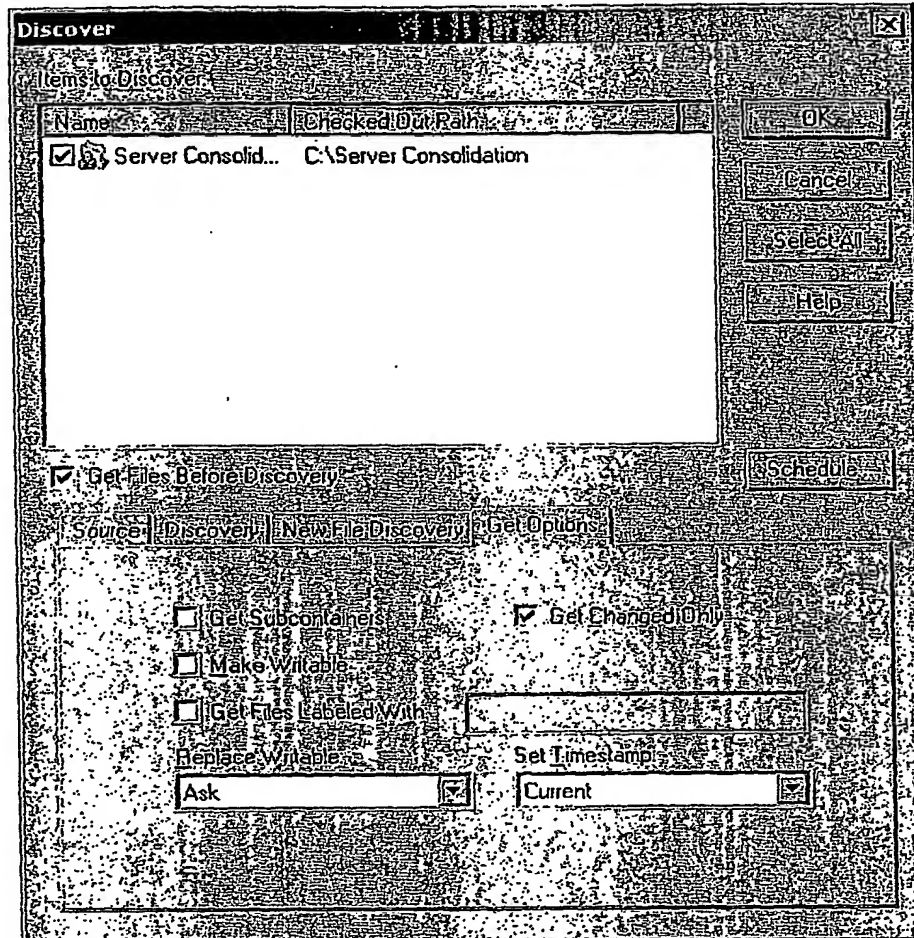 Discover
Items to Discover
Name Checked Out Path
Server Consolid... C:\Server Consolidation
OK
Cancel
Select All
Help
Get Files Before Discovery
Schedule...
Source Discovery New File Discovery Get Options
Get Subcontainers Get Changed Only
Make Writable
Get Files Labeled With
Replace Writable Set Timestamp
Ask Current